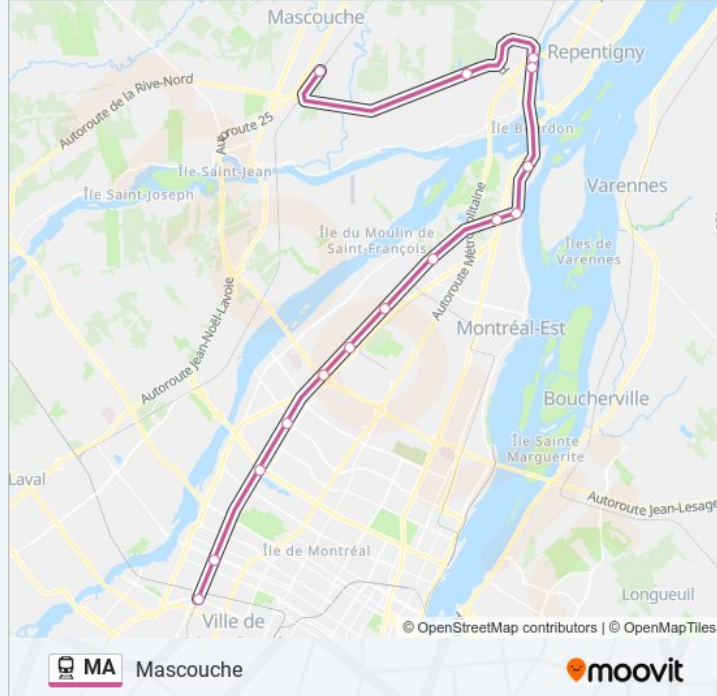 Mascouche
Repentigny
Autoroute de la Rive-Nord
Autoroute 25
Île Bourdon
Île Saint-Jean
Île Saint-Joseph
Varennes
Autoroute Métropolitaine
Île du Moulin de
Saint-François
Îles de
Varennes
Autoroute Jean-Noël-Lavoie
Montréal-Est
Boucherville
Île Sainte
Marguerite
Laval
Autoroute Jean-Lesage
Île de Montréal
Longueuil
Ville de
© OpenStreetMap contributors | © OpenMapTiles
MA Mascouche
moovit